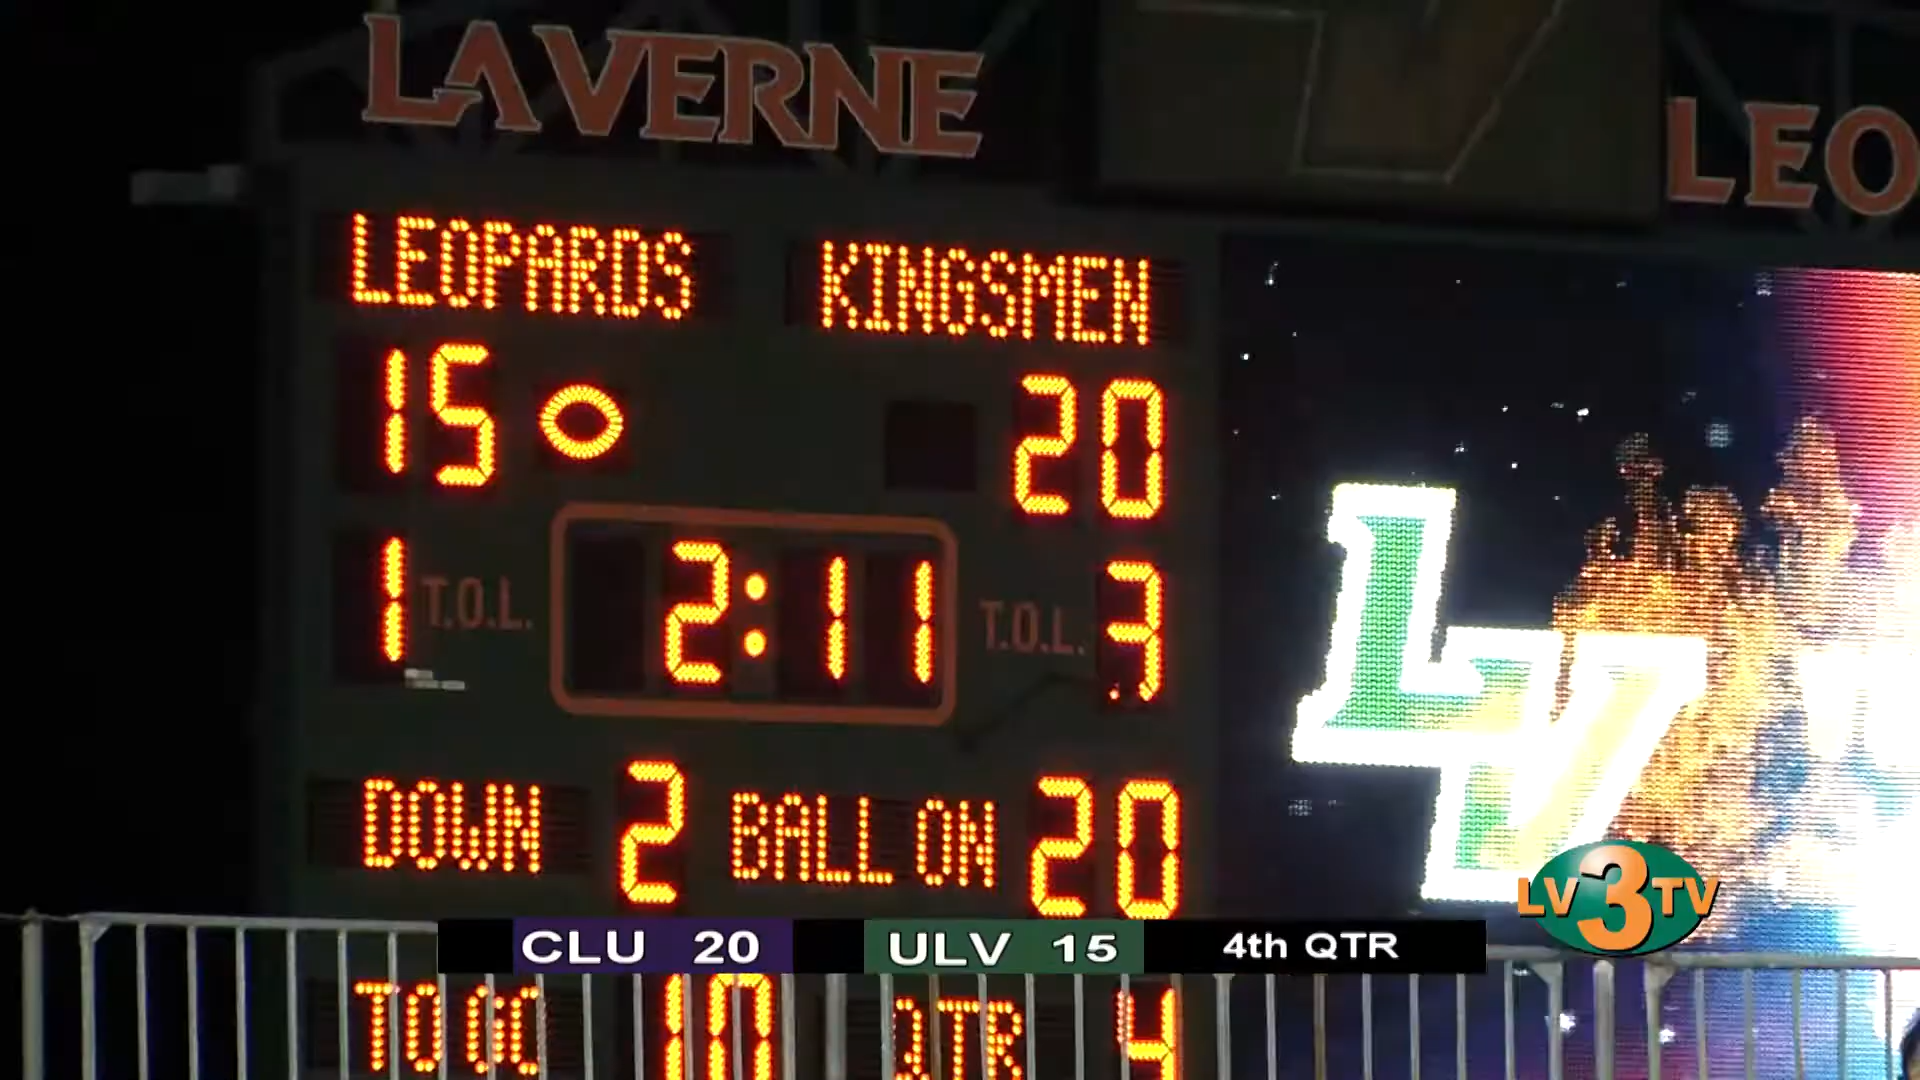 LAVERNE
LEO
LEOPARDS KINGSMEN
15 20
1 T.O.L. 2:11 T.O.L. 3
DOWN 2 BALL ON 20
LV
LV3TV
CLU 20 ULV 15 4th QTR
TO GO 10 QTR 4